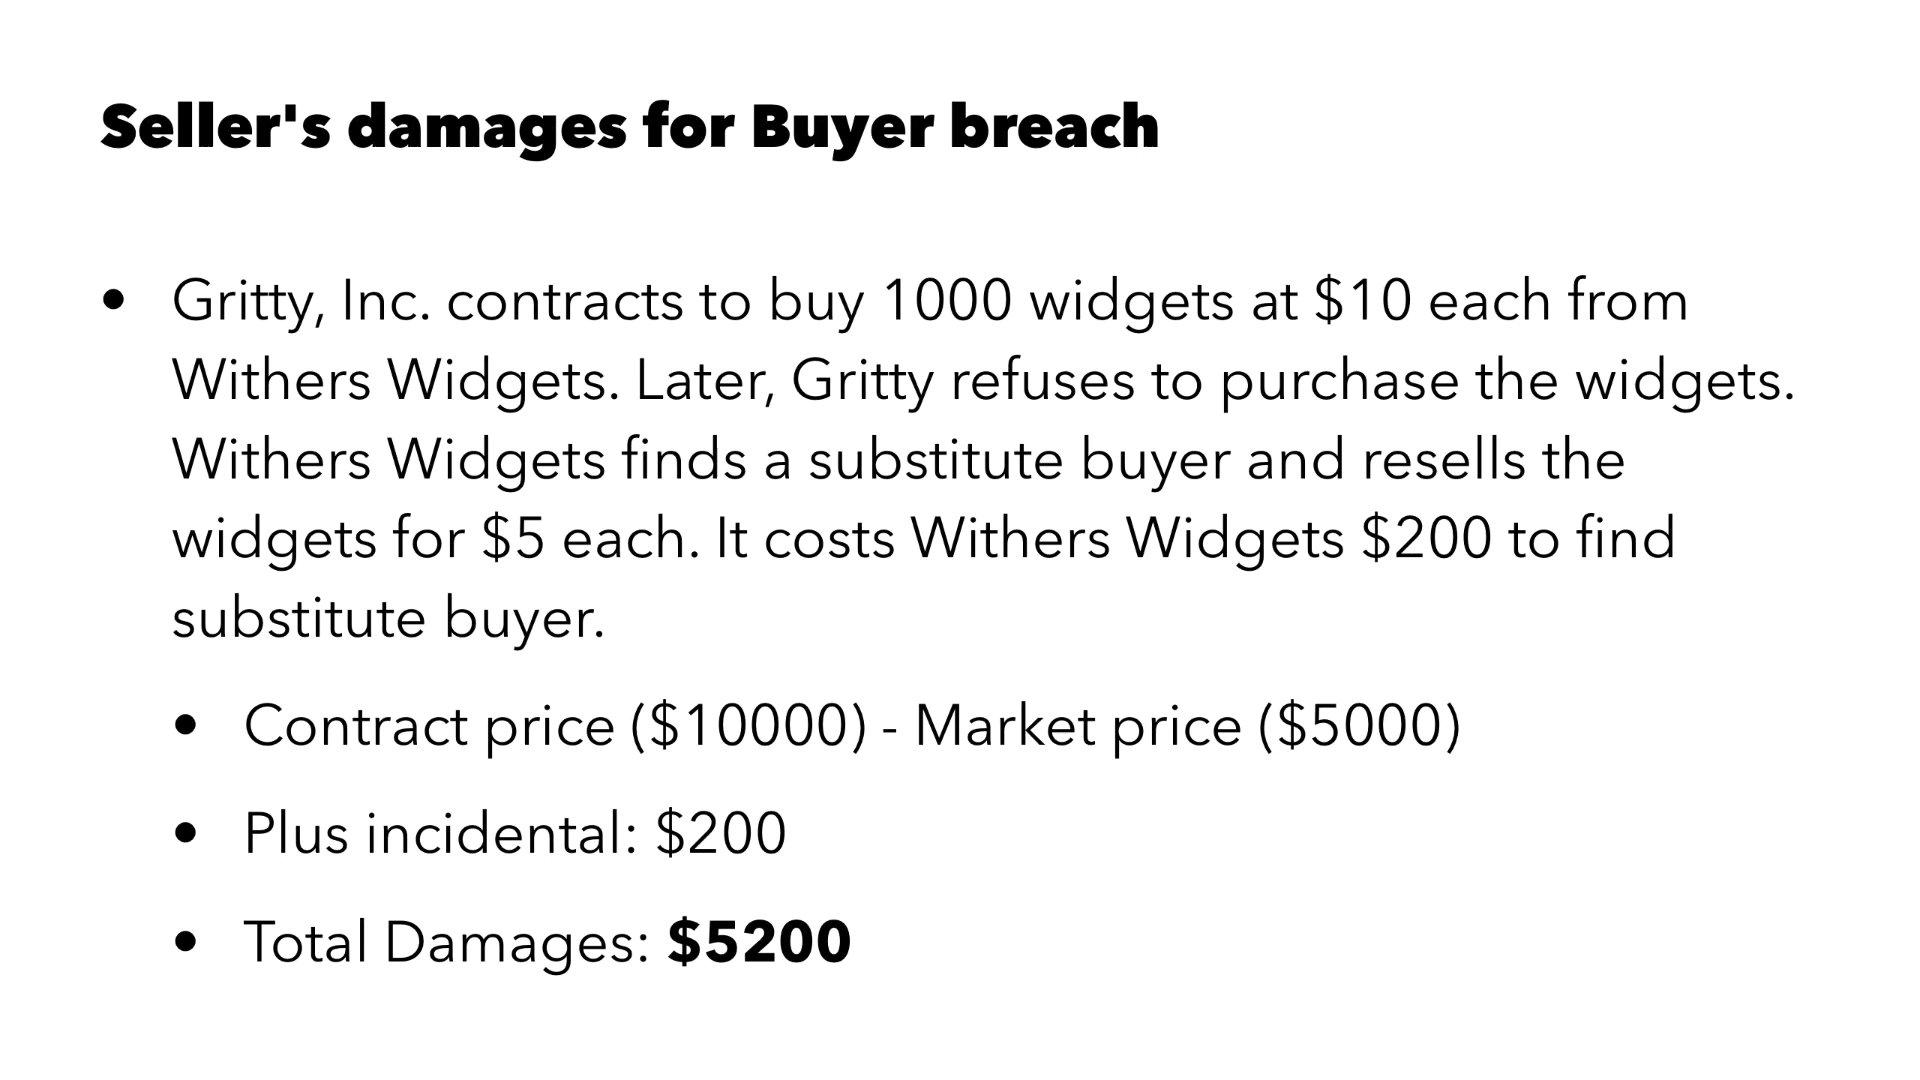 Seller's damages for Buyer breach
• Gritty, Inc. contracts to buy 1000 widgets at $10 each from
Withers Widgets. Later, Gritty refuses to purchase the widgets.
Withers Widgets finds a substitute buyer and resells the
widgets for $5 each. It costs Withers Widgets $200 to find
substitute buyer.
• Contract price ($10000) - Market price ($5000)
• Plus incidental: $200
• Total Damages: $5200